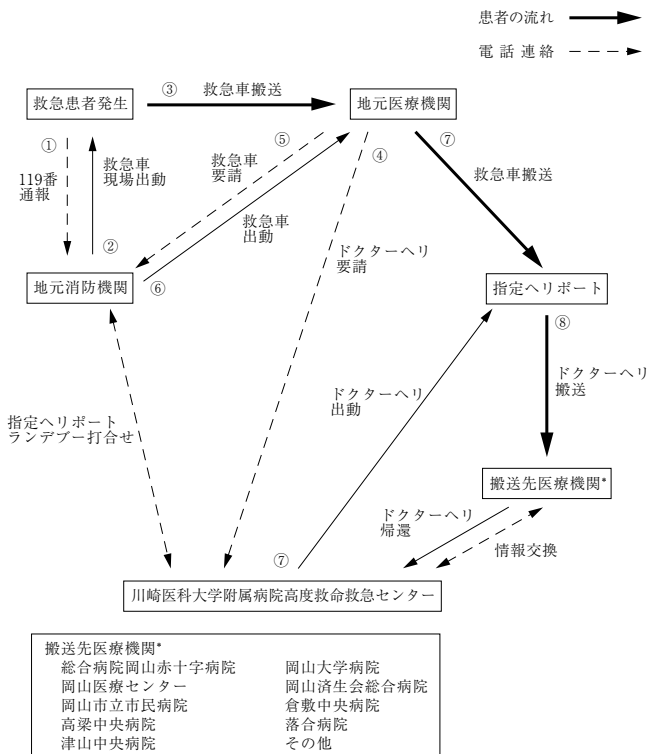 患者の流れ
電話連絡
③ 救急車搬送
救急患者発生
地元医療機関
①
⑤
④
⑦
119番
通報
救急車
現場出動
救急車
要請
救急車搬送
②
救急車
出動
ドクターヘリ
要請
地元消防機関
⑥
指定ヘリポート
⑧
ドクターヘリ
搬送
ドクターヘリ
出動
指定ヘリポート
ランデブー打合せ
搬送先医療機関*
ドクターヘリ
帰還
情報交換
⑦
川崎医科大学附属病院高度救命救急センター
搬送先医療機関*
総合病院岡山赤十字病院 岡山大学病院
岡山医療センター 岡山済生会総合病院
岡山市立市民病院 倉敷中央病院
高梁中央病院 落合病院
津山中央病院 その他